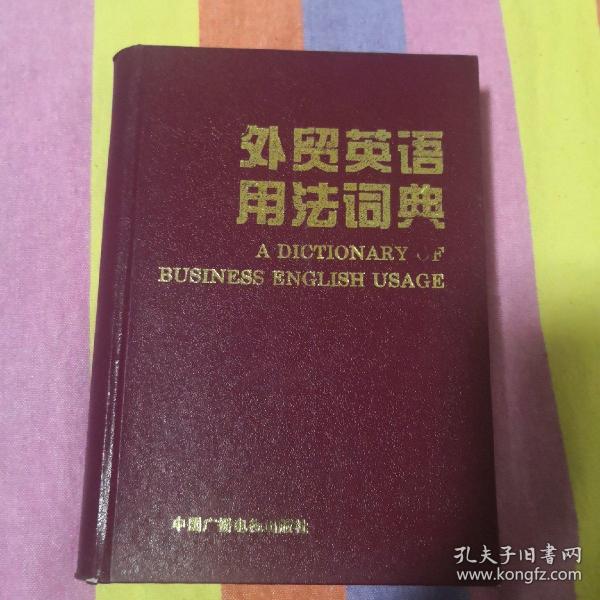 外贸英语
用法词典
A DICTIONARY OF
BUSINESS ENGLISH USAGE
中国广播电视出版社
孔夫子旧书网
www.kongfz.com